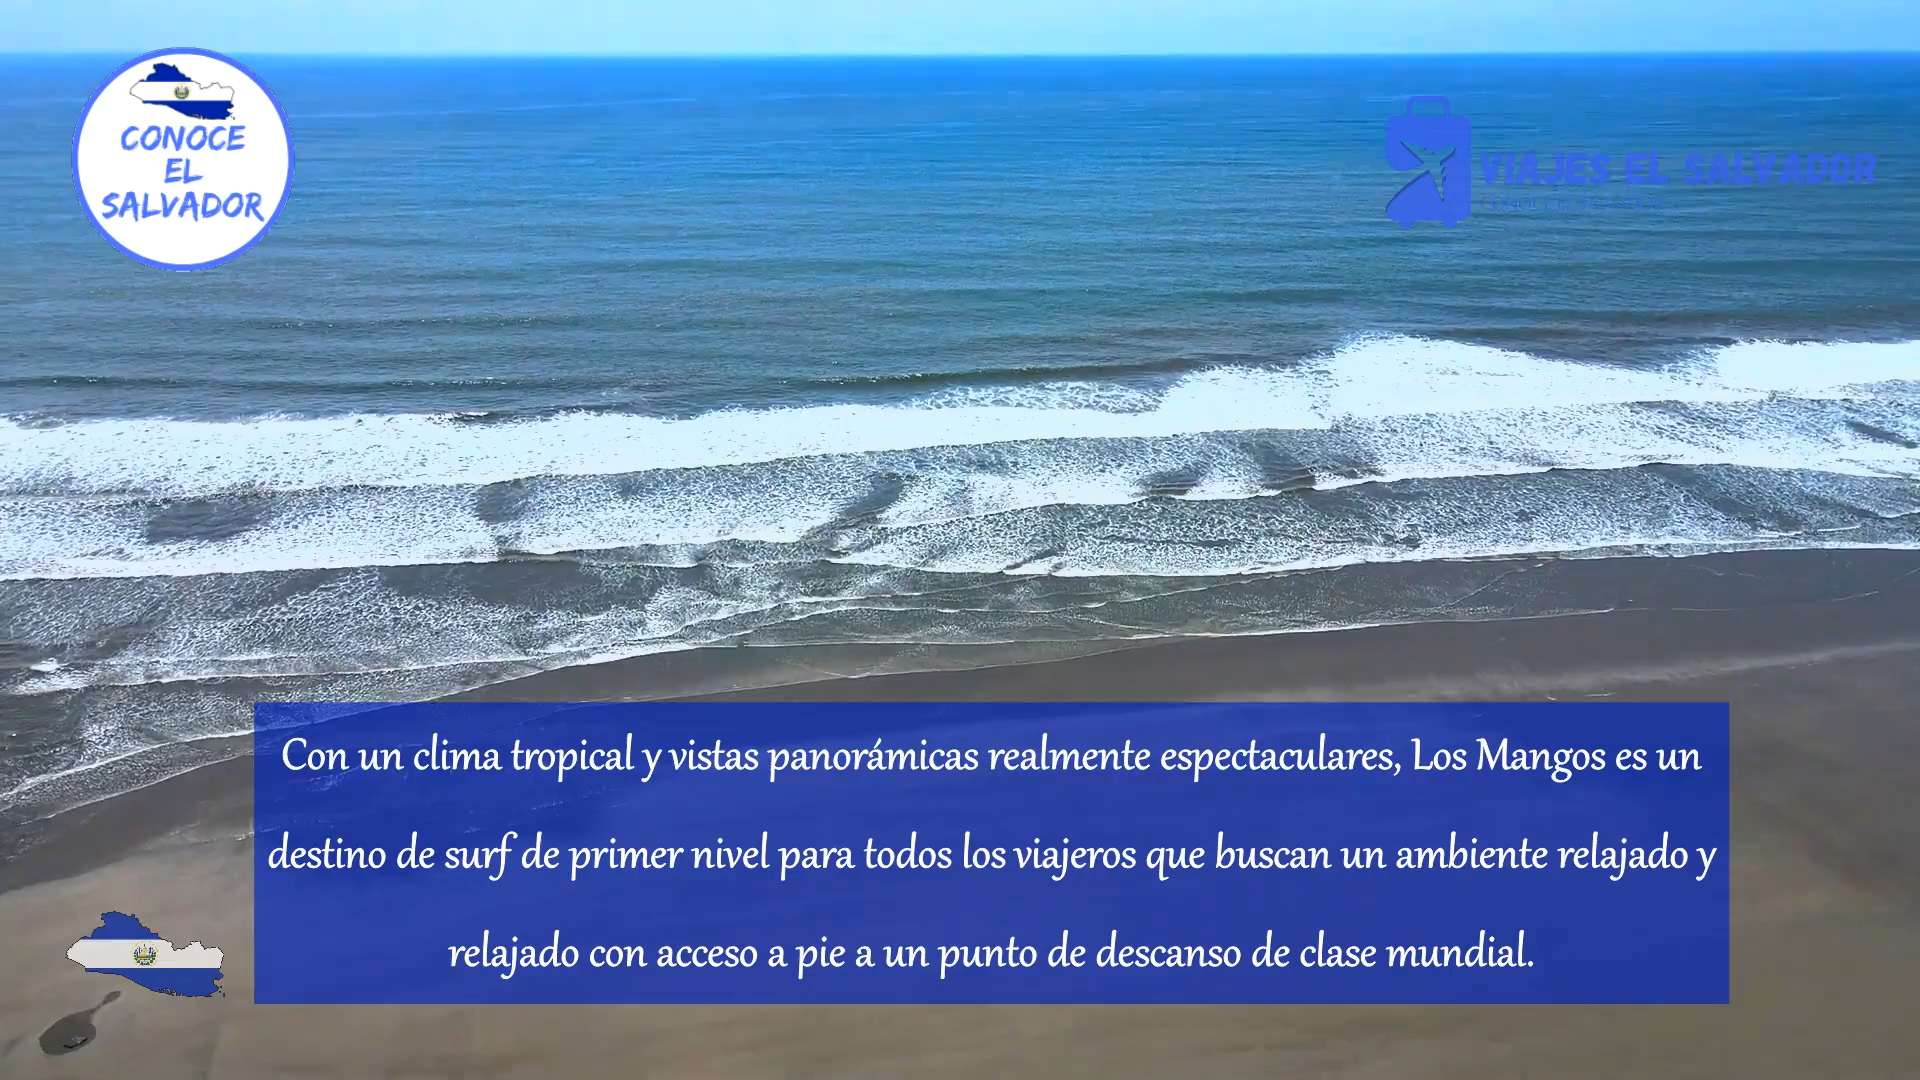 CONOCE
EL
SALVADOR
VIAJES EL SALVADOR
Con un clima tropical y vistas panorámicas realmente espectaculares, Los Mangos es un
destino de surf de primer nivel para todos los viajeros que buscan un ambiente relajado y
relajado con acceso a pie a un punto de descanso de clase mundial.